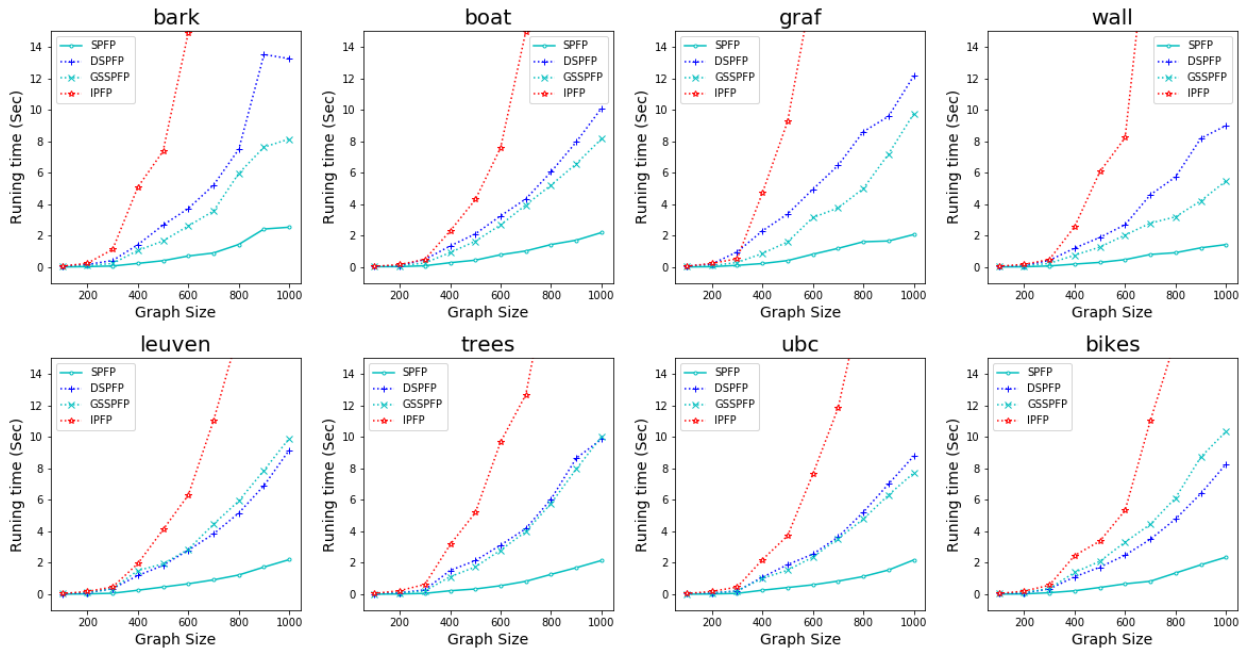 bark
Runing time (Sec)
14
12
10
8
6
4
2
0
SPFP
DSPFP
GSSPFP
IPFP
200
400
600
800
1000
Graph Size
boat
Runing time (Sec)
14
12
10
8
6
4
2
0
SPFP
DSPFP
GSSPFP
IPFP
200
400
600
800
1000
Graph Size
graf
Runing time (Sec)
14
12
10
8
6
4
2
0
SPFP
DSPFP
GSSPFP
IPFP
200
400
600
800
1000
Graph Size
wall
Runing time (Sec)
14
12
10
8
6
4
2
0
SPFP
DSPFP
GSSPFP
IPFP
200
400
600
800
1000
Graph Size
leuven
Runing time (Sec)
14
12
10
8
6
4
2
0
SPFP
DSPFP
GSSPFP
IPFP
200
400
600
800
1000
Graph Size
trees
Runing time (Sec)
14
12
10
8
6
4
2
0
SPFP
DSPFP
GSSPFP
IPFP
200
400
600
800
1000
Graph Size
ubc
Runing time (Sec)
14
12
10
8
6
4
2
0
SPFP
DSPFP
GSSPFP
IPFP
200
400
600
800
1000
Graph Size
bikes
Runing time (Sec)
14
12
10
8
6
4
2
0
SPFP
DSPFP
GSSPFP
IPFP
200
400
600
800
1000
Graph Size